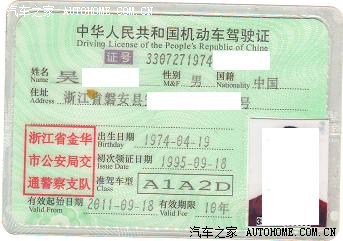 汽车之家 AUTOHOME.COM.CN
中华人民共和国机动车驾驶证
Driving License of the People's Republic of China
证号 3307271974
姓名 吴 性别 男 国籍 中国
Name M&F Nationality
住址 浙江省磐安县
Address
浙江省金华
市公安局交
通警察支队
出生日期 1974-04-19
Birthday
初次领证日期 1995-09-18
Issue Date
准驾车型 A1A2D
Class
有效起始日期 2011-09-18 有效期限 10年
Valid From Valid For
汽车之家 AUTOHOME.COM.CN